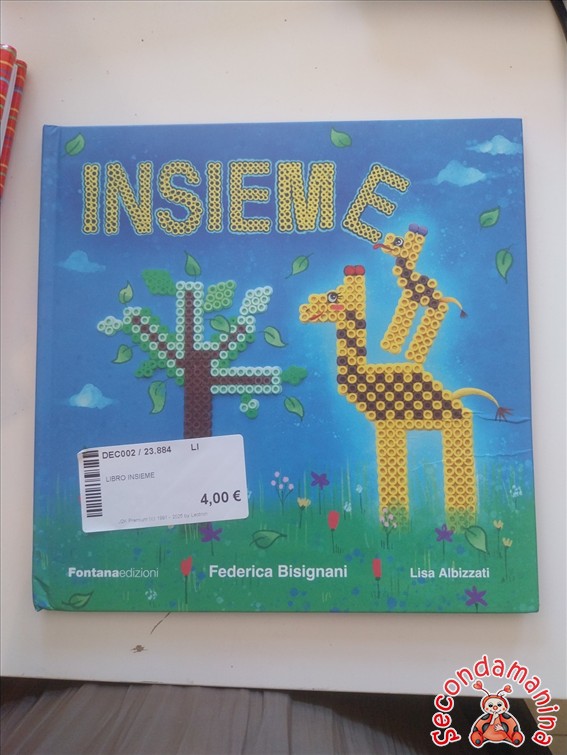 INSIEME
DEC002 / 23.884 LI
LIBRO INSIEME
4,00 €
Fontanaedizioni
Federica Bisignani
Lisa Albizzati
Secondamanina